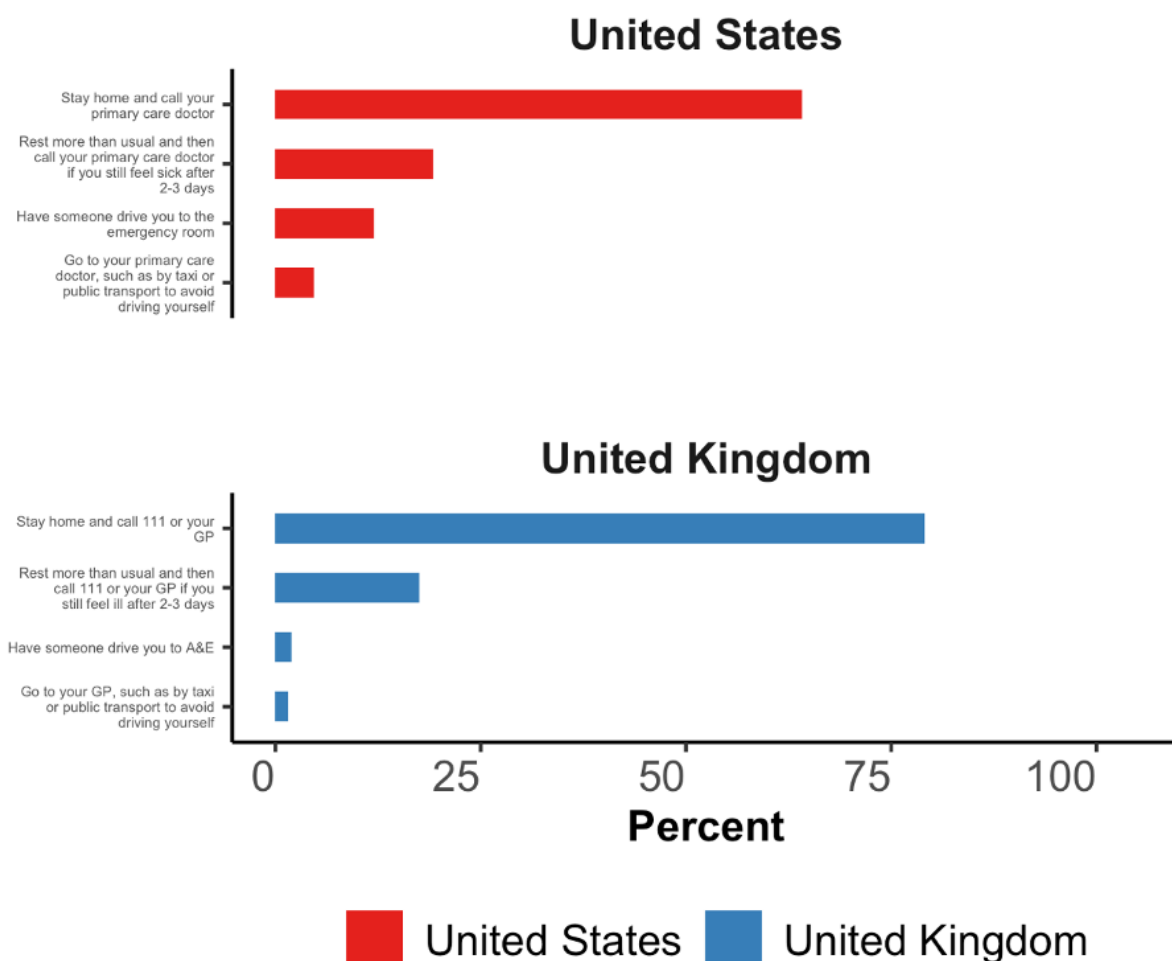 United States
Stay home and call your
primary care doctor
Rest more than usual and then
call your primary care doctor
if you still feel sick after
2-3 days
Have someone drive you to the
emergency room
Go to your primary care
doctor, such as by taxi or
public transport to avoid
driving yourself
United Kingdom
Stay home and call 111 or your
GP
Rest more than usual and then
call 111 or your GP if you
still feel ill after 2-3 days
Have someone drive you to A&E
Go to your GP, such as by taxi
or public transport to avoid
driving yourself
0 25 50 75 100
Percent
United States United Kingdom